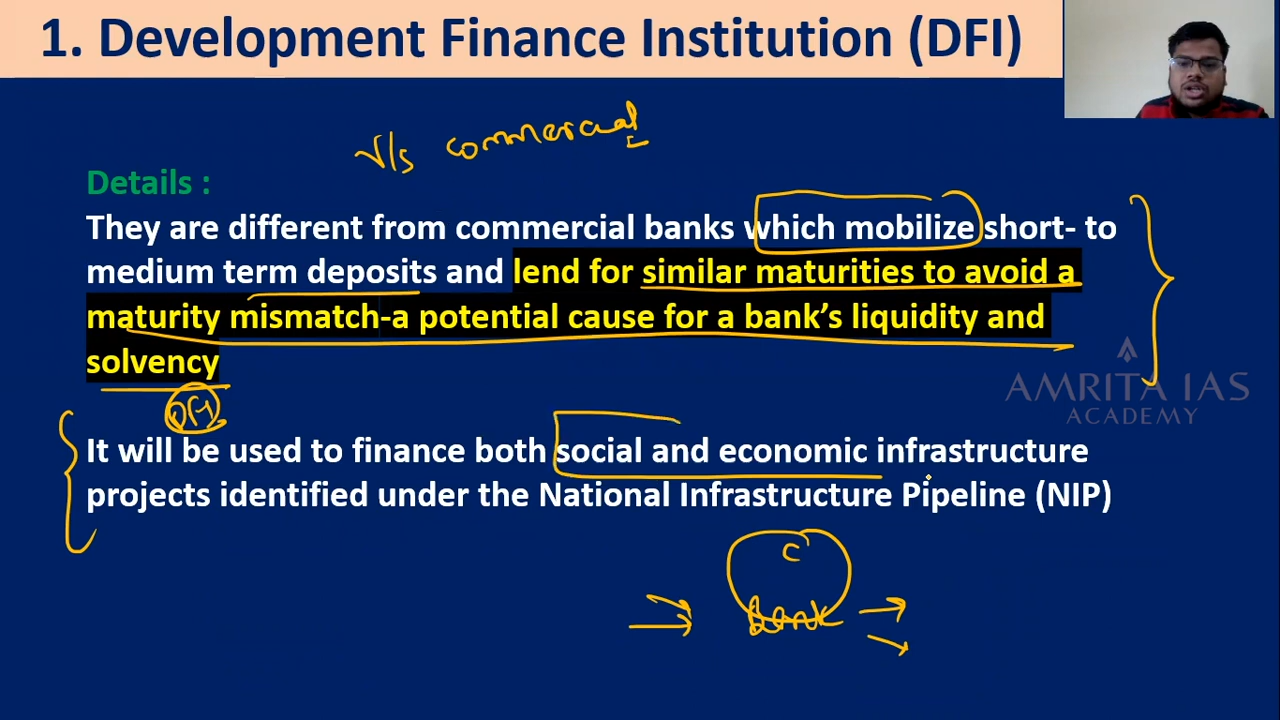 1. Development Finance Institution (DFI)
V/s commercial
Details :
They are different from commercial banks which mobilize short- to
medium term deposits and lend for similar maturities to avoid a
maturity mismatch-a potential cause for a bank's liquidity and
solvency
AMRITA IAS
ACADEMY
DFI
It will be used to finance both social and economic infrastructure
projects identified under the National Infrastructure Pipeline (NIP)
C
Bank